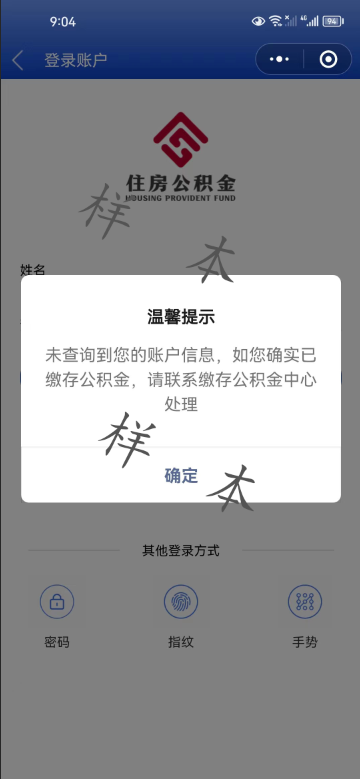 9:04
4G
94
登录账户
住房公积金
HOUSING PROVIDENT FUND
样
本
姓名
温馨提示
未查询到您的账户信息，如您确实已
缴存公积金，请联系缴存公积金中心
处理
样
确定
本
其他登录方式
密码
指纹
手势